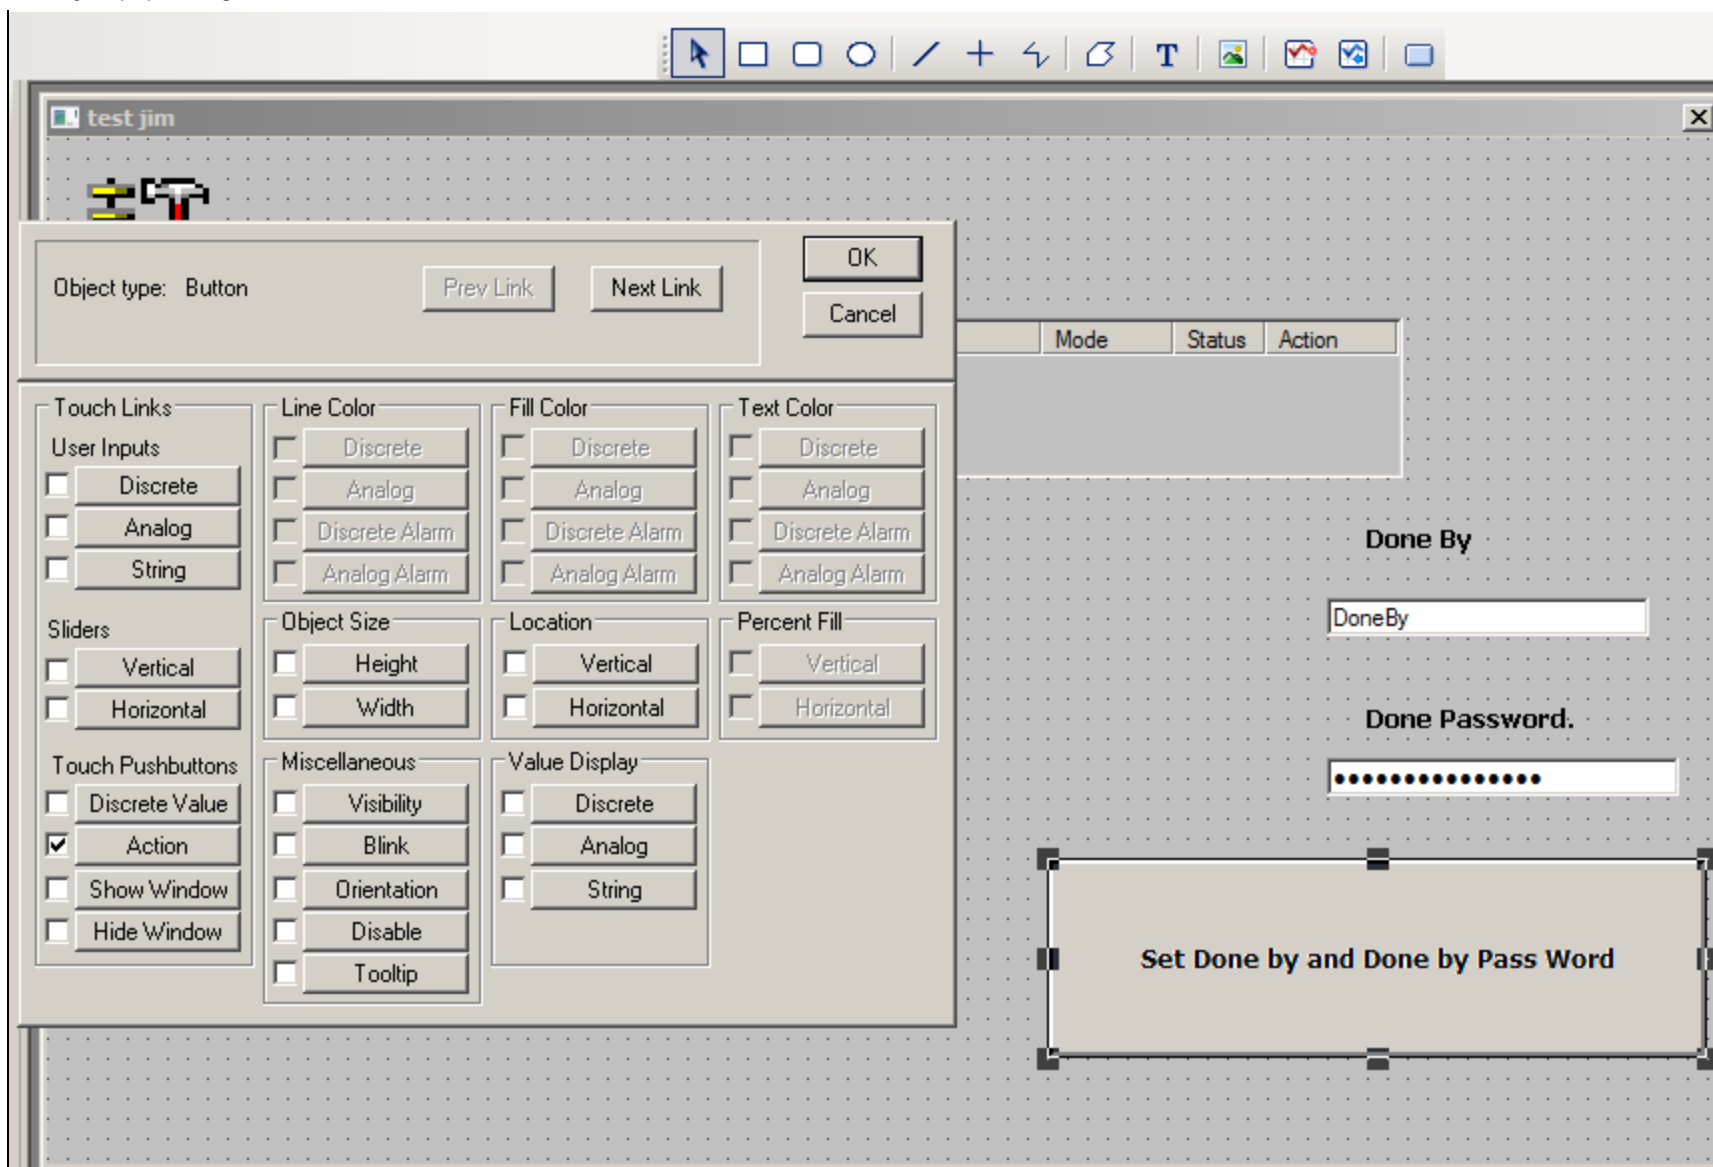 T
test jim
Object type: Button
Prev Link
Next Link
OK
Cancel
Mode Status Action
Touch Links
User Inputs
Discrete
Analog
String
Sliders
Vertical
Horizontal
Touch Pushbuttons
Discrete Value
Action
Show Window
Hide Window
Line Color
Discrete
Analog
Discrete Alarm
Analog Alarm
Object Size
Height
Width
Miscellaneous
Visibility
Blink
Orientation
Disable
Tooltip
Fill Color
Discrete
Analog
Discrete Alarm
Analog Alarm
Location
Vertical
Horizontal
Value Display
Discrete
Analog
String
Text Color
Discrete
Analog
Discrete Alarm
Analog Alarm
Percent Fill
Vertical
Horizontal
Done By
DoneBy
Done Password.
•••••••••••••••
Set Done by and Done by Pass Word